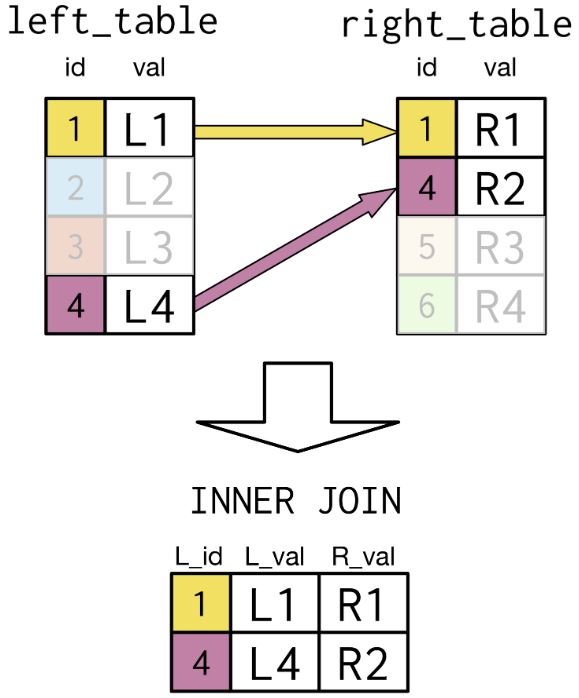 left_table right_table
id val id val
1 L1 1 R1
2 L2 4 R2
3 L3 5 R3
4 L4 6 R4
INNER JOIN
L_id L_val R_val
1 L1 R1
4 L4 R2